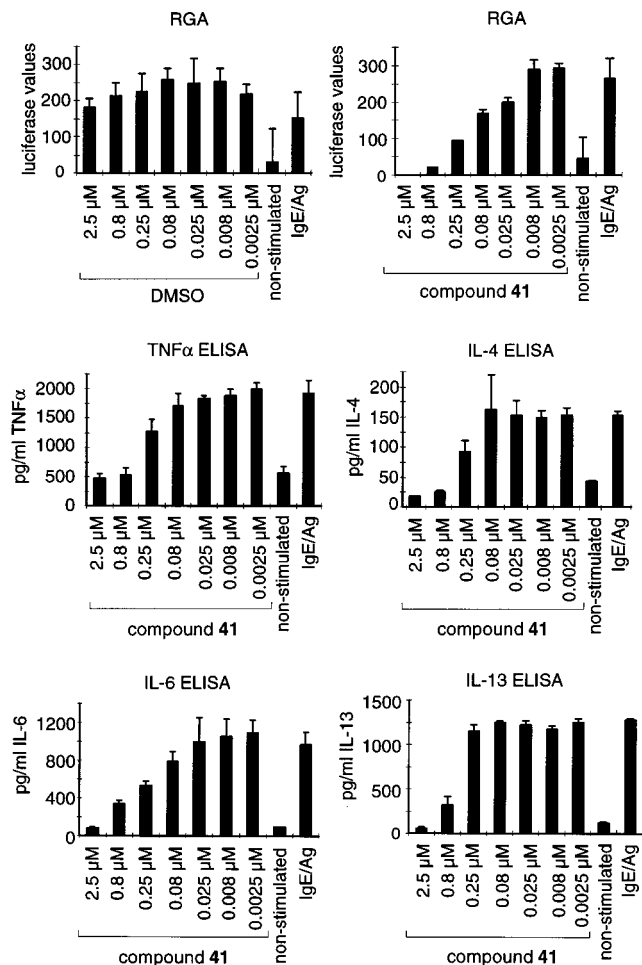 RGA
luciferase values
300
200
100
0
2.5 µM
0.8 µM
0.25 µM
0.08 µM
0.025 µM
0.008 µM
0.0025 µM
non-stimulated
IgE/Ag
DMSO
RGA
luciferase values
300
200
100
0
2.5 µM
0.8 µM
0.25 µM
0.08 µM
0.025 µM
0.008 µM
0.0025 µM
non-stimulated
IgE/Ag
compound 41
TNFα ELISA
pg/ml TNFα
2000
1500
1000
500
0
2.5 µM
0.8 µM
0.25 µM
0.08 µM
0.025 µM
0.008 µM
0.0025 µM
non-stimulated
IgE/Ag
compound 41
IL-4 ELISA
pg/ml IL-4
200
150
100
50
0
2.5 µM
0.8 µM
0.25 µM
0.08 µM
0.025 µM
0.008 µM
0.0025 µM
non-stimulated
IgE/Ag
compound 41
IL-6 ELISA
pg/ml IL-6
1200
800
400
0
2.5 µM
0.8 µM
0.25 µM
0.08 µM
0.025 µM
0.008 µM
0.0025 µM
non-stimulated
IgE/Ag
compound 41
IL-13 ELISA
pg/ml IL-13
1250
1000
500
0
2.5 µM
0.8 µM
0.25 µM
0.08 µM
0.025 µM
0.008 µM
0.0025 µM
non-stimulated
IgE/Ag
compound 41